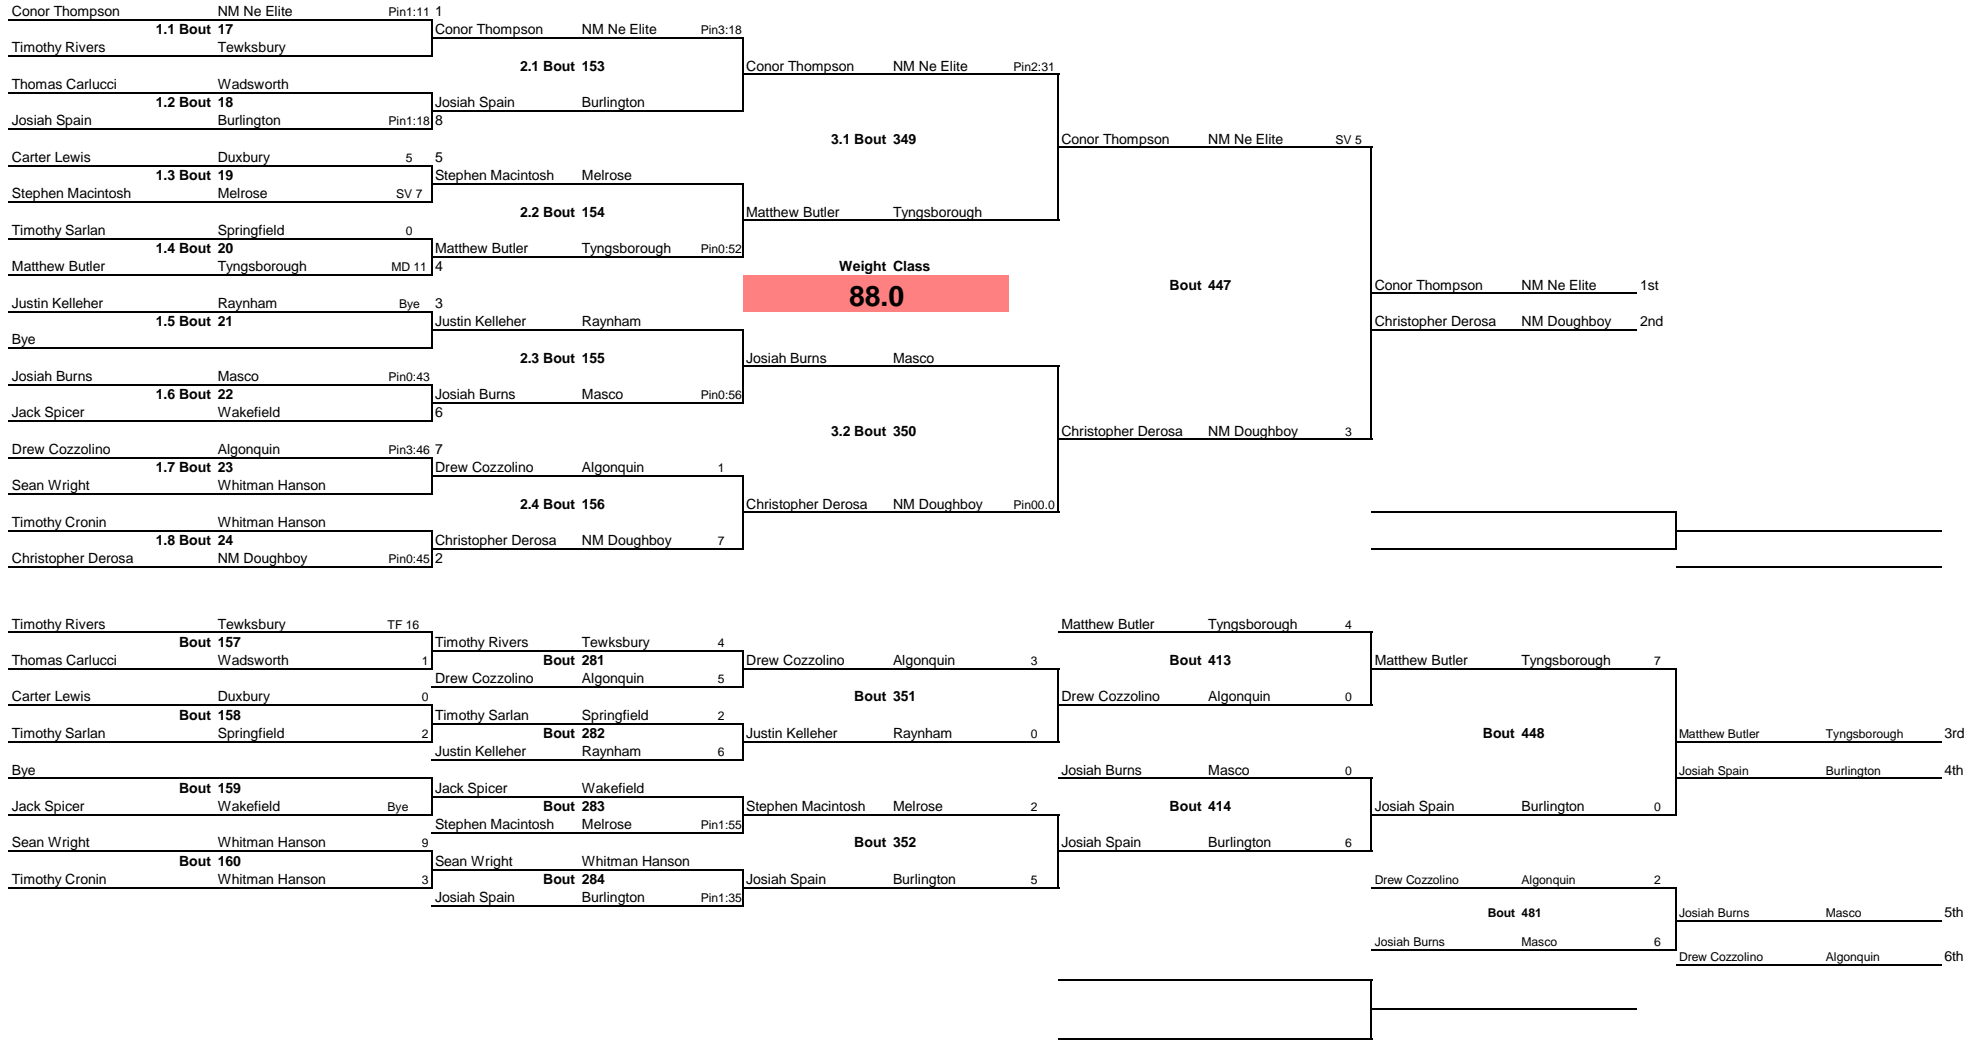 Conor Thompson NM Ne Elite Pin1:11 1
1.1 Bout 17 Conor Thompson NM Ne Elite Pin3:18
Timothy Rivers Tewksbury
2.1 Bout 153 Conor Thompson NM Ne Elite Pin2:31
Thomas Carlucci Wadsworth
1.2 Bout 18 Josiah Spain Burlington
Josiah Spain Burlington Pin1:18 8
3.1 Bout 349 Conor Thompson NM Ne Elite SV 5
Carter Lewis Duxbury 5 5
1.3 Bout 19 Stephen Macintosh Melrose
Stephen Macintosh Melrose SV 7
2.2 Bout 154 Matthew Butler Tyngsborough
Timothy Sarlan Springfield 0
1.4 Bout 20 Matthew Butler Tyngsborough Pin0:52
Matthew Butler Tyngsborough MD 11 4 Weight Class
Bout 447 Conor Thompson NM Ne Elite 1st
Justin Kelleher Raynham Bye 3 88.0
1.5 Bout 21 Justin Kelleher Raynham Christopher Derosa NM Doughboy 2nd
Bye
2.3 Bout 155 Josiah Burns Masco
Josiah Burns Masco Pin0:43
1.6 Bout 22 Josiah Burns Masco Pin0:56
Jack Spicer Wakefield 6
3.2 Bout 350 Christopher Derosa NM Doughboy 3
Drew Cozzolino Algonquin Pin3:46 7
1.7 Bout 23 Drew Cozzolino Algonquin 1
Sean Wright Whitman Hanson
2.4 Bout 156 Christopher Derosa NM Doughboy Pin00.0
Timothy Cronin Whitman Hanson
1.8 Bout 24 Christopher Derosa NM Doughboy 7
Christopher Derosa NM Doughboy Pin0:45 2
Timothy Rivers Tewksbury TF 16 Matthew Butler Tyngsborough 4
Bout 157 Timothy Rivers Tewksbury 4
Thomas Carlucci Wadsworth 1 Bout 281 Drew Cozzolino Algonquin 3 Bout 413 Matthew Butler Tyngsborough 7
Drew Cozzolino Algonquin 5
Carter Lewis Duxbury 0 Bout 351 Drew Cozzolino Algonquin 0
Bout 158 Timothy Sarlan Springfield 2
Timothy Sarlan Springfield 2 Bout 282 Justin Kelleher Raynham 0 Bout 448 Matthew Butler Tyngsborough 3rd
Justin Kelleher Raynham 6
Bye Josiah Burns Masco 0 Josiah Spain Burlington 4th
Bout 159 Jack Spicer Wakefield
Jack Spicer Wakefield Bye Bout 283 Stephen Macintosh Melrose 2 Bout 414 Josiah Spain Burlington 0
Stephen Macintosh Melrose Pin1:55
Sean Wright Whitman Hanson 9 Bout 352 Josiah Spain Burlington 6
Bout 160 Sean Wright Whitman Hanson
Timothy Cronin Whitman Hanson 3 Bout 284 Josiah Spain Burlington 5 Drew Cozzolino Algonquin 2
Josiah Spain Burlington Pin1:35
Bout 481 Josiah Burns Masco 5th
Josiah Burns Masco 6
Drew Cozzolino Algonquin 6th